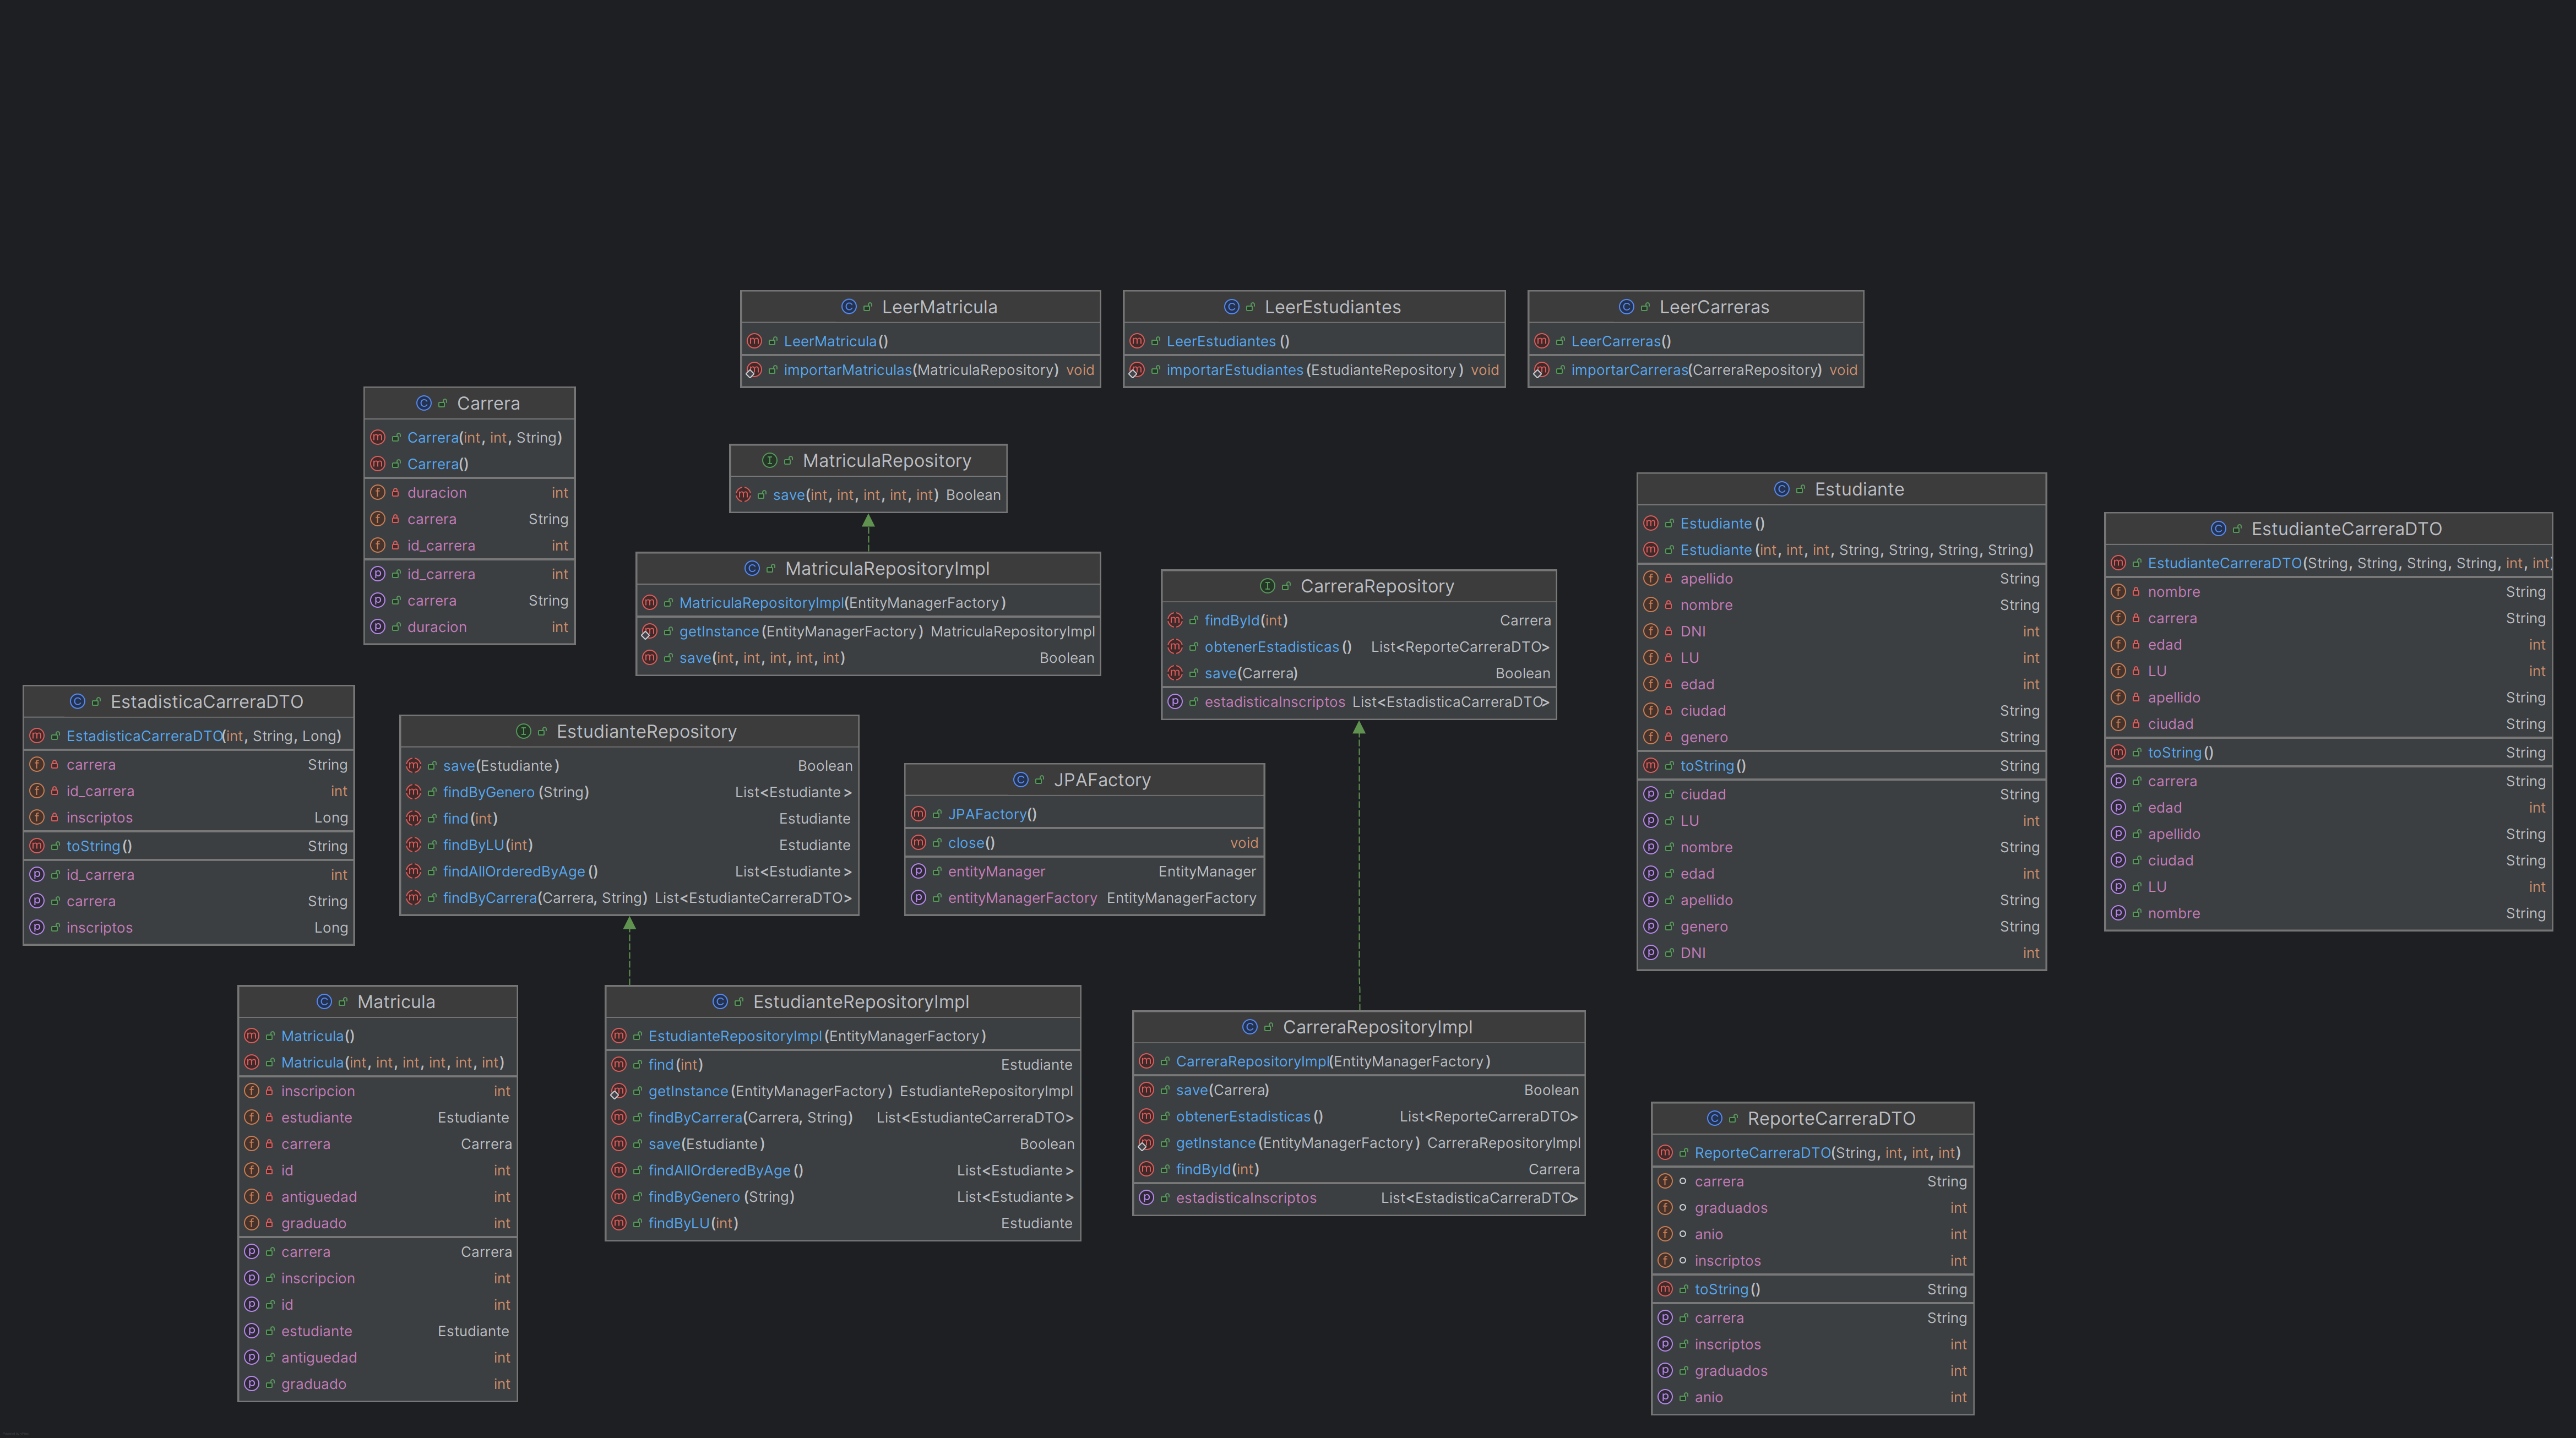 LeerMatricula
LeerMatricula()
importarMatriculas(MatriculaRepository) void
LeerEstudiantes
LeerEstudiantes()
importarEstudiantes(EstudianteRepository) void
LeerCarreras
LeerCarreras()
importarCarreras(CarreraRepository) void
Carrera
Carrera(int, int, String)
Carrera()
duracion int
carrera String
id_carrera int
id_carrera int
carrera String
duracion int
MatriculaRepository
save(int, int, int, int, int) Boolean
MatriculaRepositoryImpl
MatriculaRepositoryImpl(EntityManagerFactory)
getInstance(EntityManagerFactory) MatriculaRepositoryImpl
save(int, int, int, int, int) Boolean
CarreraRepository
findById(int) Carrera
obtenerEstadisticas() List<ReporteCarreraDTO>
save(Carrera) Boolean
estadisticaInscriptos List<EstadisticaCarreraDTO>
Estudiante
Estudiante()
Estudiante(int, int, int, String, String, String, String)
apellido String
nombre String
DNI int
LU int
edad int
ciudad String
genero String
toString() String
ciudad String
LU int
nombre String
edad int
apellido String
genero String
DNI int
EstudianteCarreraDTO
EstudianteCarreraDTO(String, String, String, String, int, int)
nombre String
carrera String
edad int
LU int
apellido String
ciudad String
toString() String
carrera String
edad int
apellido String
ciudad String
LU int
nombre String
EstadisticaCarreraDTO
EstadisticaCarreraDTO(int, String, Long)
carrera String
id_carrera int
inscriptos Long
toString() String
id_carrera int
carrera String
inscriptos Long
EstudianteRepository
save(Estudiante) Boolean
findByGenero(String) List<Estudiante>
find(int) Estudiante
findByLU(int) Estudiante
findAllOrderedByAge() List<Estudiante>
findByCarrera(Carrera, String) List<EstudianteCarreraDTO>
JPAFactory
JPAFactory()
close() void
entityManager EntityManager
entityManagerFactory EntityManagerFactory
Matricula
Matricula()
Matricula(int, int, int, int, int, int)
inscripcion int
estudiante Estudiante
carrera Carrera
id int
antiguedad int
graduado int
carrera Carrera
inscripcion int
id int
estudiante Estudiante
antiguedad int
graduado int
EstudianteRepositoryImpl
EstudianteRepositoryImpl(EntityManagerFactory)
find(int) Estudiante
getInstance(EntityManagerFactory) EstudianteRepositoryImpl
findByCarrera(Carrera, String) List<EstudianteCarreraDTO>
save(Estudiante) Boolean
findAllOrderedByAge() List<Estudiante>
findByGenero(String) List<Estudiante>
findByLU(int) Estudiante
CarreraRepositoryImpl
CarreraRepositoryImpl(EntityManagerFactory)
save(Carrera) Boolean
obtenerEstadisticas() List<ReporteCarreraDTO>
getInstance(EntityManagerFactory) CarreraRepositoryImpl
findById(int) Carrera
estadisticaInscriptos List<EstadisticaCarreraDTO>
ReporteCarreraDTO
ReporteCarreraDTO(String, int, int, int)
carrera String
graduados int
anio int
inscriptos int
toString() String
carrera String
inscriptos int
graduados int
anio int